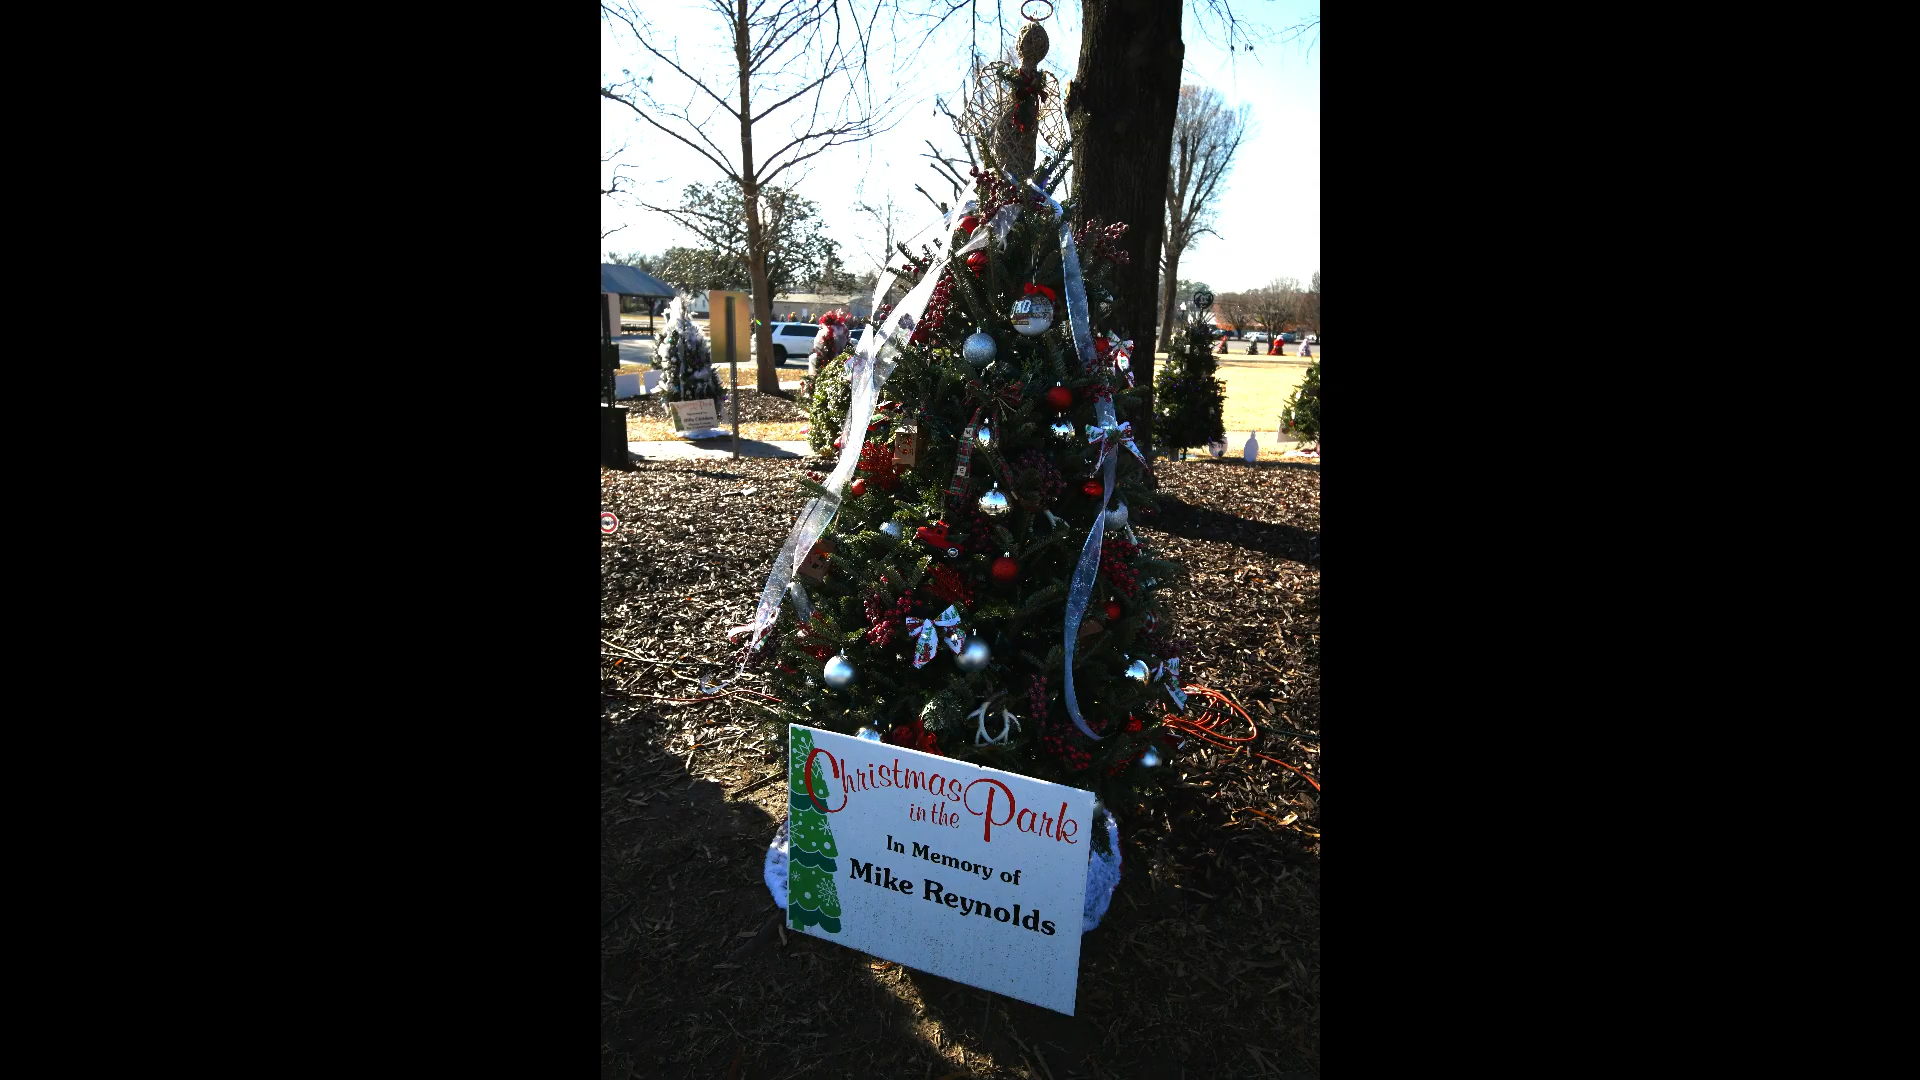 Christmas
in the Park
In Memory of
Mike Reynolds